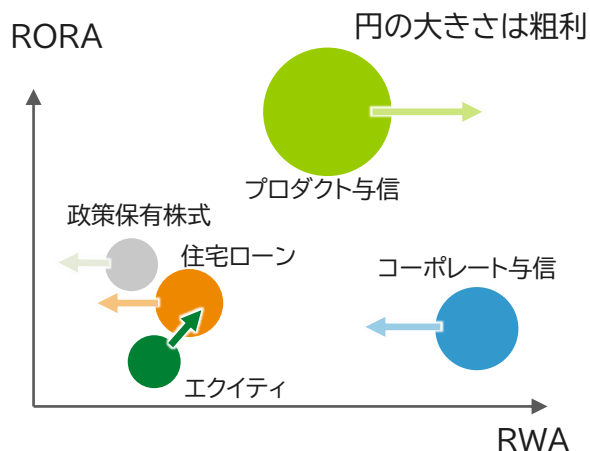 RORA
円の大きさは粗利
プロダクト与信
政策保有株式
住宅ローン
コーポレート与信
エクイティ
RWA